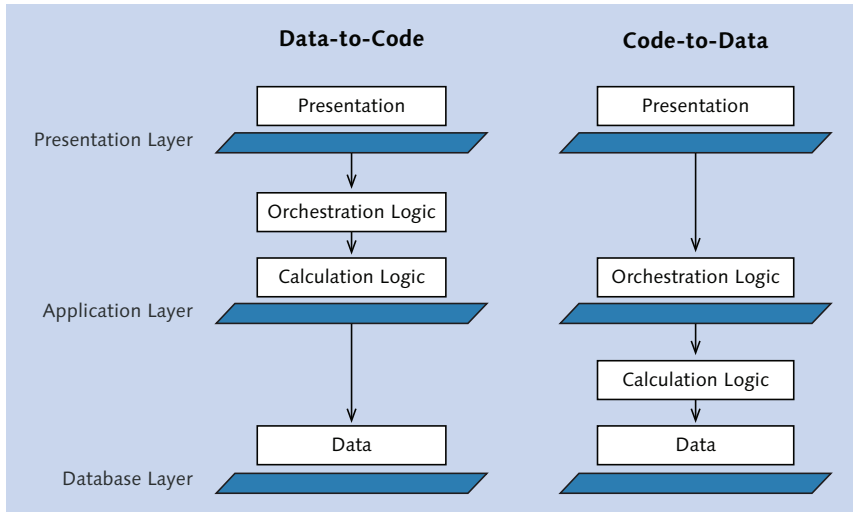 Data-to-Code
Code-to-Data
Presentation
Presentation
Presentation Layer
Orchestration Logic
Calculation Logic
Orchestration Logic
Application Layer
Calculation Logic
Data
Data
Database Layer